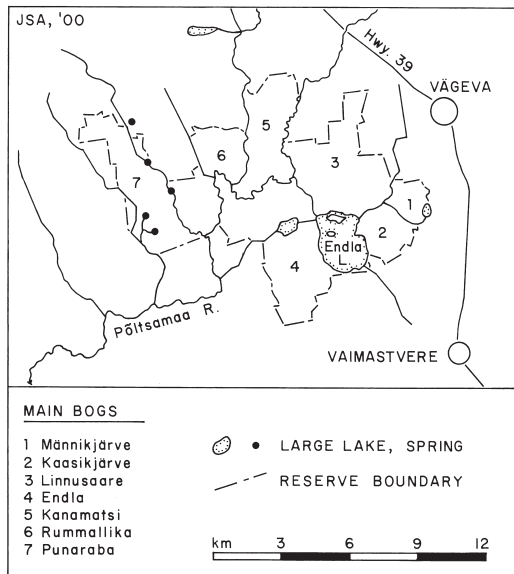 JSA, '00
Hwy. 39
VÄGEVA
5
6
3
7
1
2
Endla
L.
4
Põltsamaa R.
VAIMASTVERE
MAIN BOGS
1 Männikjärve
2 Kaasikjärve
3 Linnusaare
4 Endla
5 Kanamatsi
6 Rummallika
7 Punaraba
LARGE LAKE, SPRING
RESERVE BOUNDARY
km 3 6 9 12